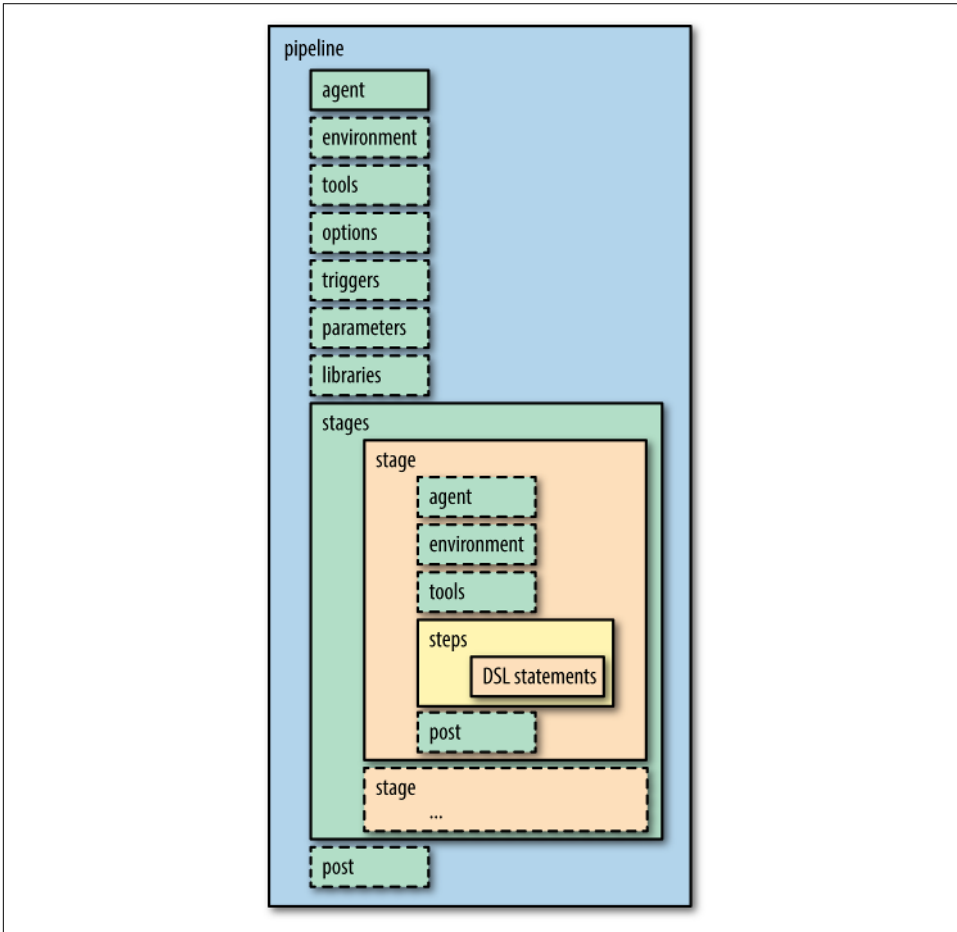 pipeline
agent
environment
tools
options
triggers
parameters
libraries
stages
stage
agent
environment
tools
steps
DSL statements
post
stage
...
post